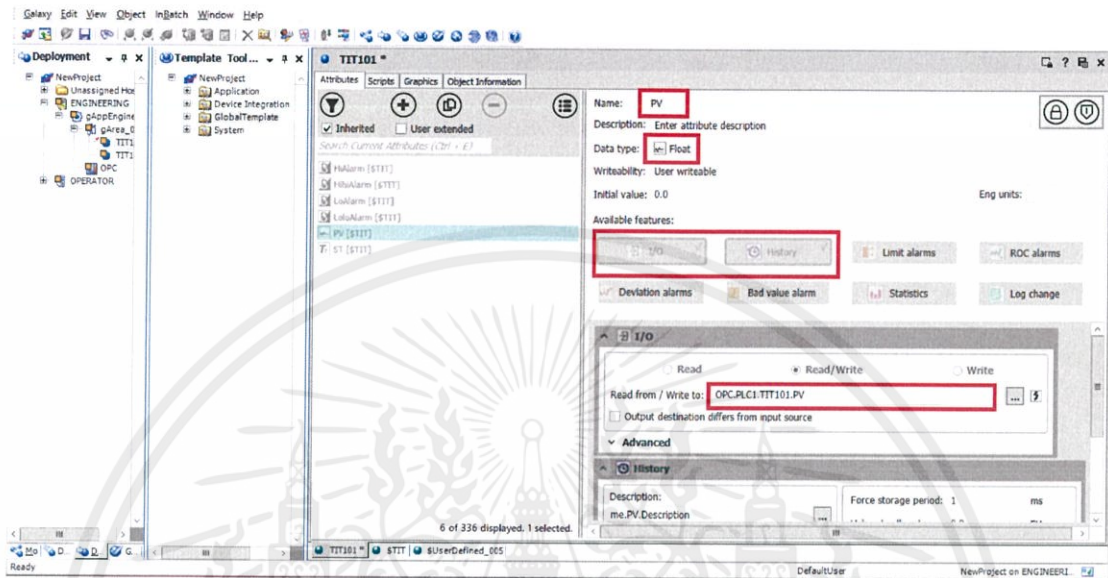 Galaxy Edit View Object InBatch Window Help
Deployment
NewProject
Unassigned Hos
ENGINEERING
gAppEngine
gArea_0
TIT1
TIT1
OPC
OPERATOR
Template Tool...
NewProject
Application
Device Integration
GlobalTemplate
System
TIT101 *
Attributes Scripts Graphics Object Information
Inherited User extended
Search Current Attributes (Ctrl + E)
HiAlarm [$TIT]
HihiAlarm [$TIT]
LoAlarm [$TIT]
LoloAlarm [$TIT]
PV [$TIT]
ST [$TIT]
6 of 336 displayed. 1 selected.
Name: PV
Description: Enter attribute description
Data type: Float
Writeability: User writeable
Initial value: 0.0 Eng units:
Available features:
I/O History Limit alarms ROC alarms
Deviation alarms Bad value alarm Statistics Log change
I/O
Read Read/Write Write
Read from / Write to: OPC.PLC1.TIT101.PV ...
Output destination differs from input source
Advanced
History
Description: Force storage period: 1 ms
me.PV.Description ...
Mo D... D. G...
TIT101 * $TIT $UserDefined_005
Ready DefaultUser NewProject on ENGINEERI...